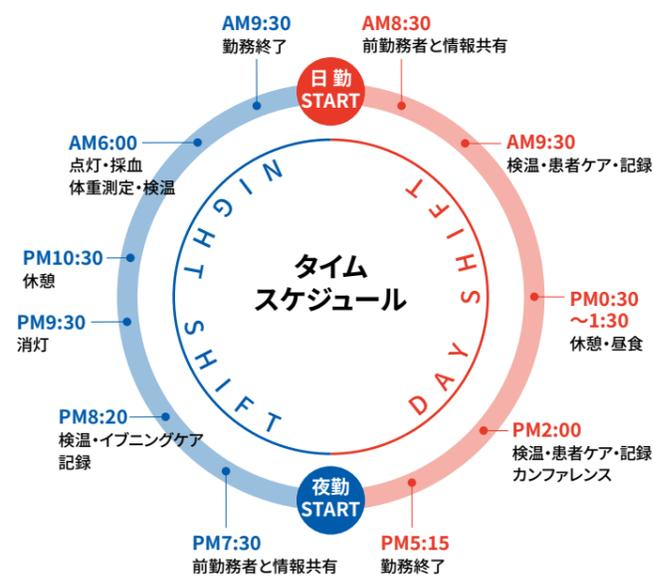 タイム
スケジュール
日勤
START
AM8:30
前勤務者と情報共有
AM9:30
検温・患者ケア・記録
PM0:30
～1:30
休憩・昼食
PM2:00
検温・患者ケア・記録
カンファレンス
PM5:15
勤務終了
DAY SHIFT
夜勤
START
PM7:30
前勤務者と情報共有
PM8:20
検温・イブニングケア
記録
PM9:30
消灯
PM10:30
休憩
AM6:00
点灯・採血
体重測定・検温
AM9:30
勤務終了
NIGHT SHIFT